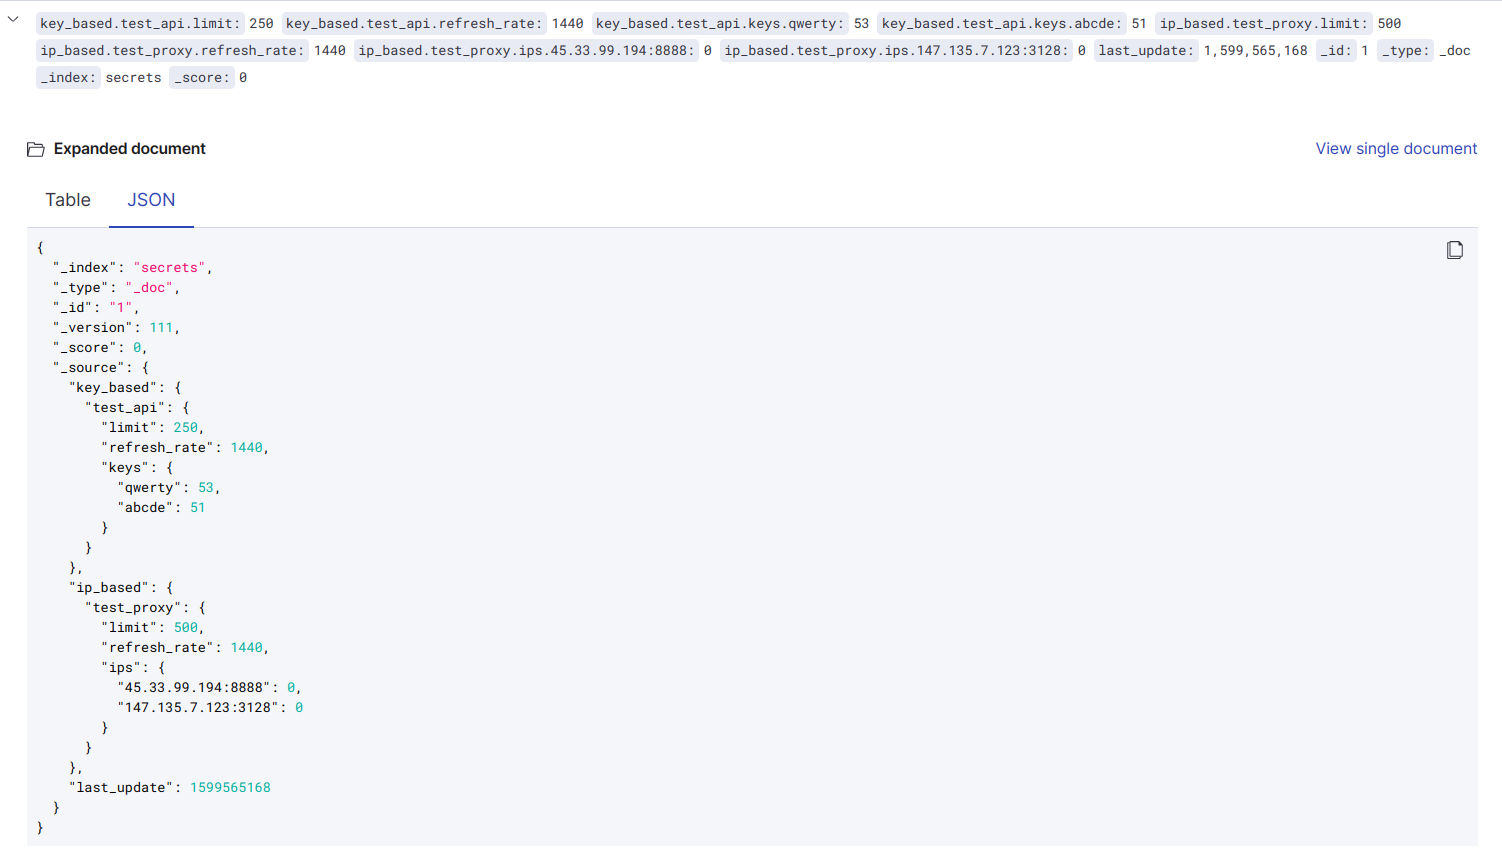 key_based.test_api.limit: 250 key_based.test_api.refresh_rate: 1440 key_based.test_api.keys.qwerty: 53 key_based.test_api.keys.abcde: 51 ip_based.test_proxy.limit: 500
ip_based.test_proxy.refresh_rate: 1440 ip_based.test_proxy.ips.45.33.99.194:8888: 0 ip_based.test_proxy.ips.147.135.7.123:3128: 0 last_update: 1,599,565,168 _id: 1 _type: _doc
_index: secrets _score: 0
Expanded document View single document
Table JSON
{
  "_index": "secrets",
  "_type": "_doc",
  "_id": "1",
  "_version": 111,
  "_score": 0,
  "_source": {
    "key_based": {
      "test_api": {
        "limit": 250,
        "refresh_rate": 1440,
        "keys": {
          "qwerty": 53,
          "abcde": 51
        }
      }
    },
    "ip_based": {
      "test_proxy": {
        "limit": 500,
        "refresh_rate": 1440,
        "ips": {
          "45.33.99.194:8888": 0,
          "147.135.7.123:3128": 0
        }
      }
    },
    "last_update": 1599565168
  }
}